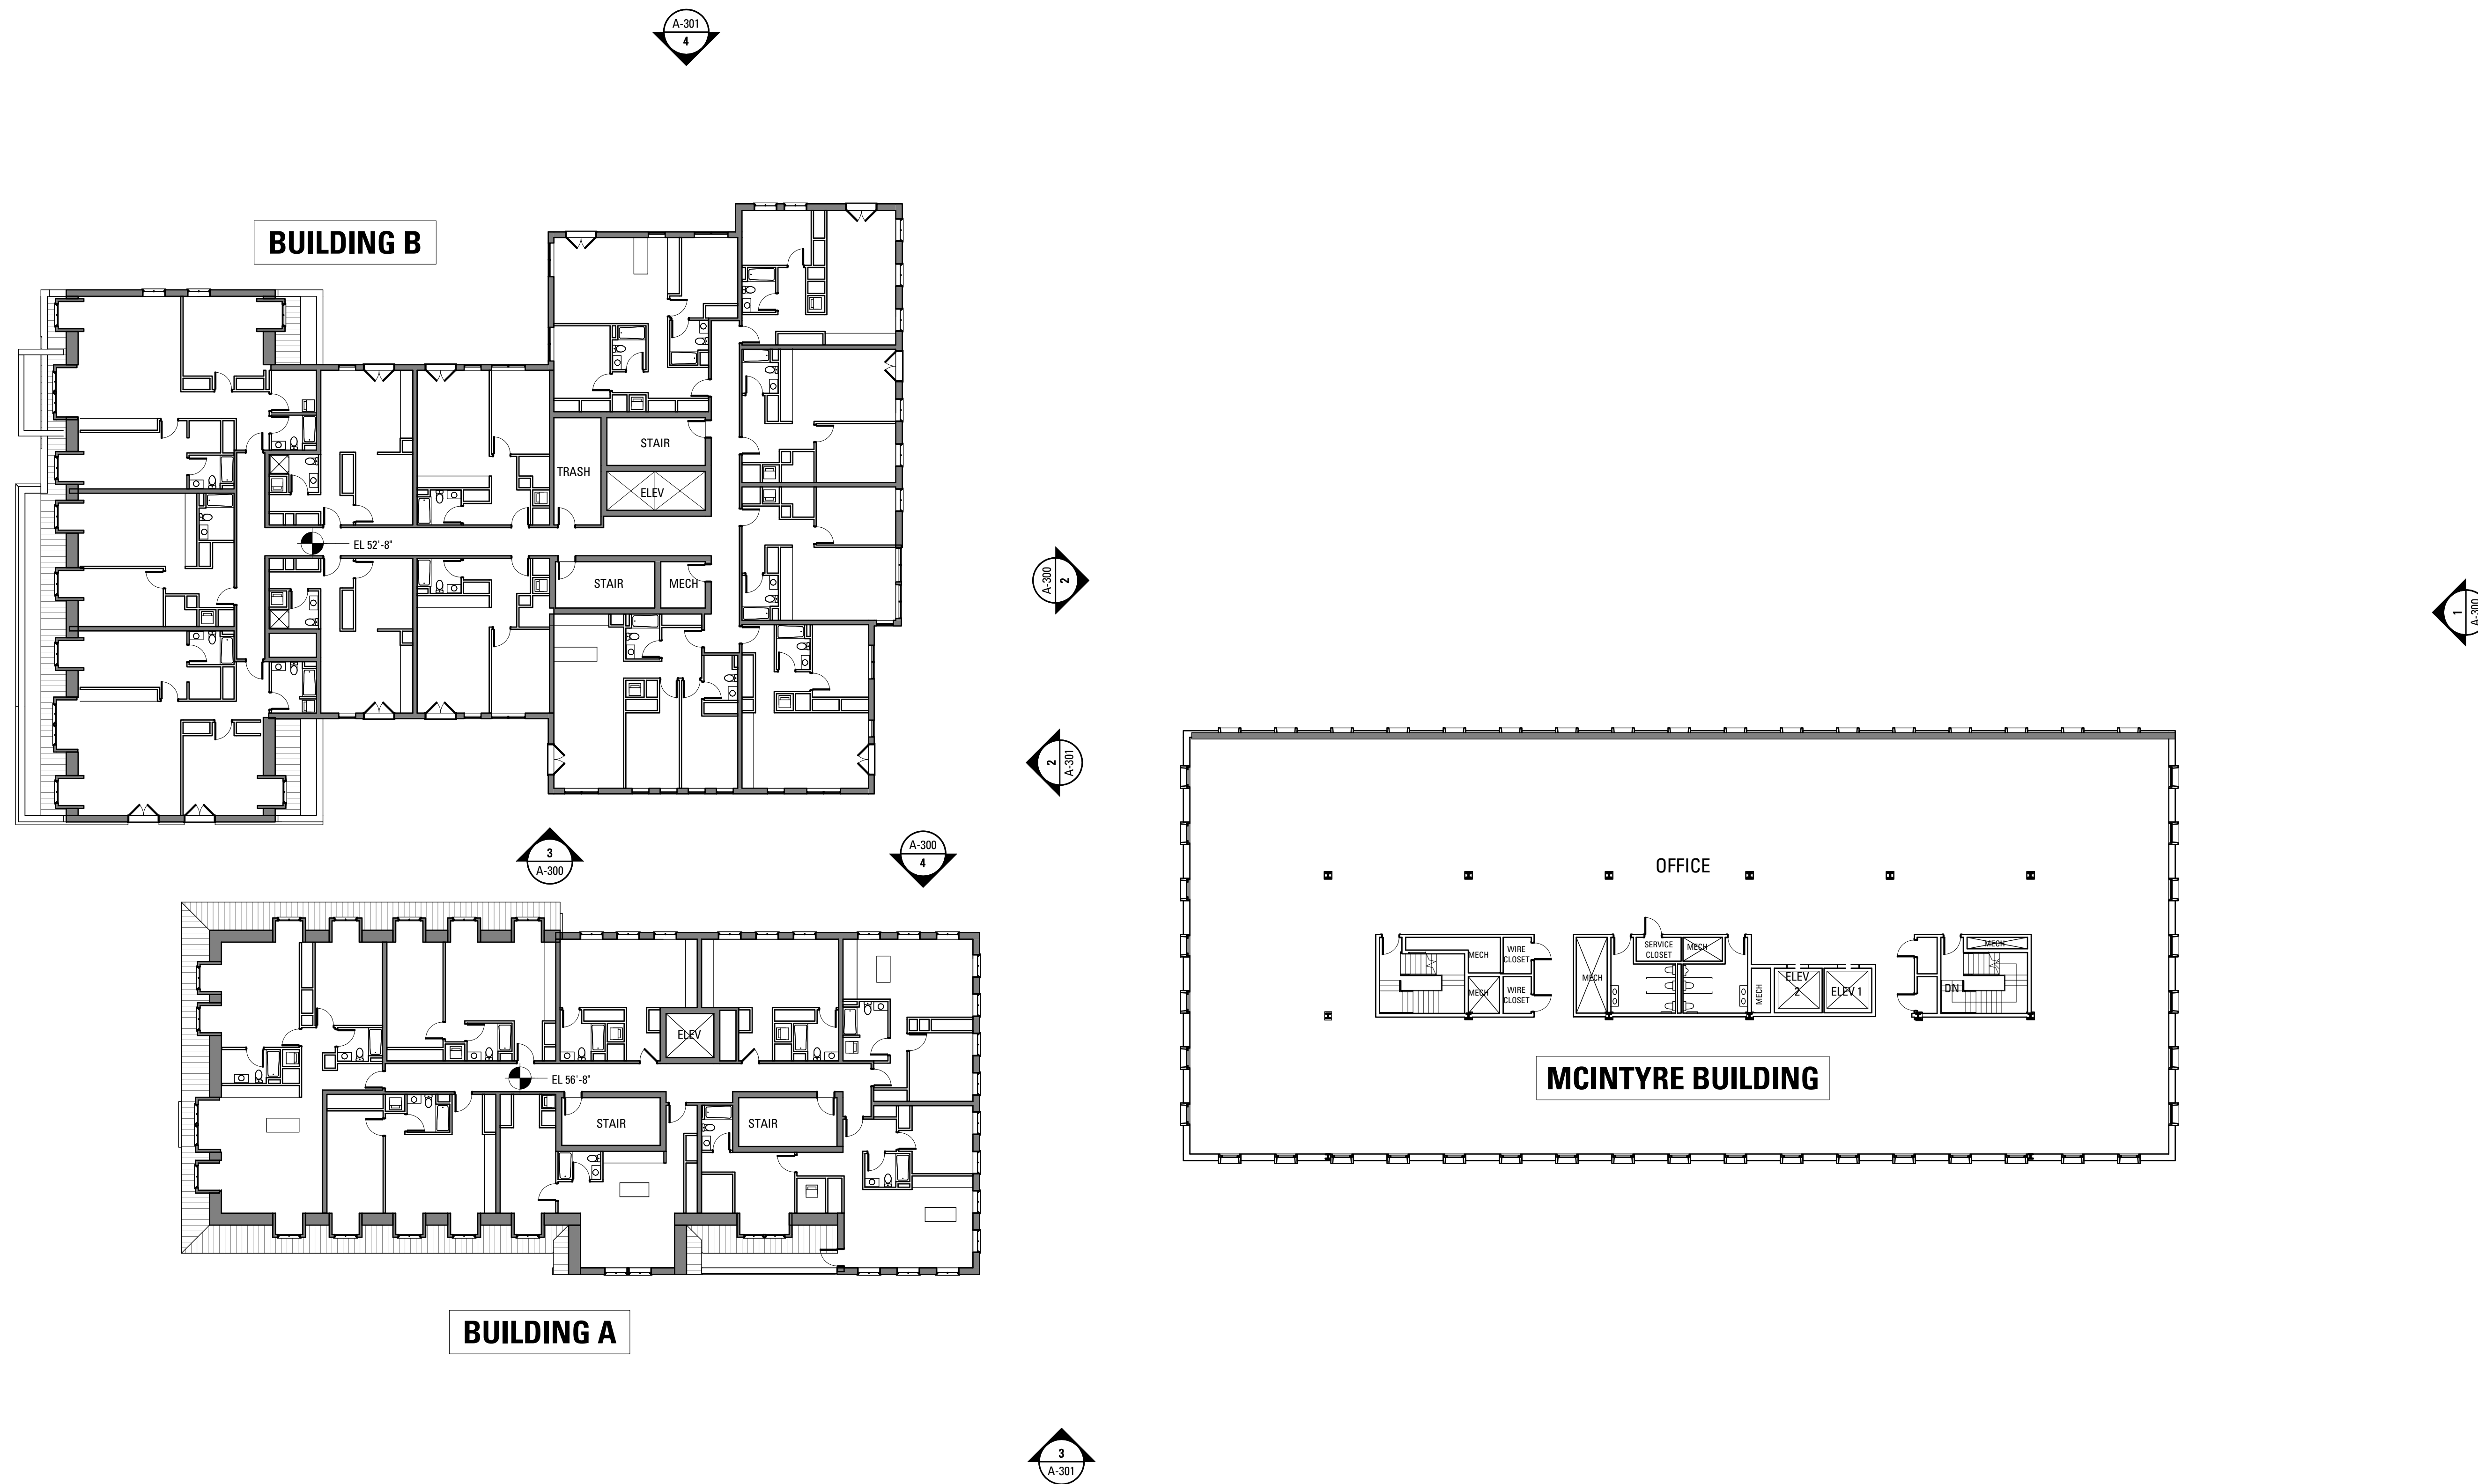 A-301
4
BUILDING B
STAIR
TRASH
ELEV
EL 52'-8"
STAIR
MECH
A-300
2
1
A-300
2
A-301
3
A-300
A-300
4
OFFICE
SERVICE
CLOSET
MECH
MECH
MECH
WIRE
CLOSET
MECH
MECH
WIRE
CLOSET
MECH
ELEV
2
ELEV 1
DN
ELEV
EL 56'-8"
STAIR
STAIR
MCINTYRE BUILDING
BUILDING A
3
A-301